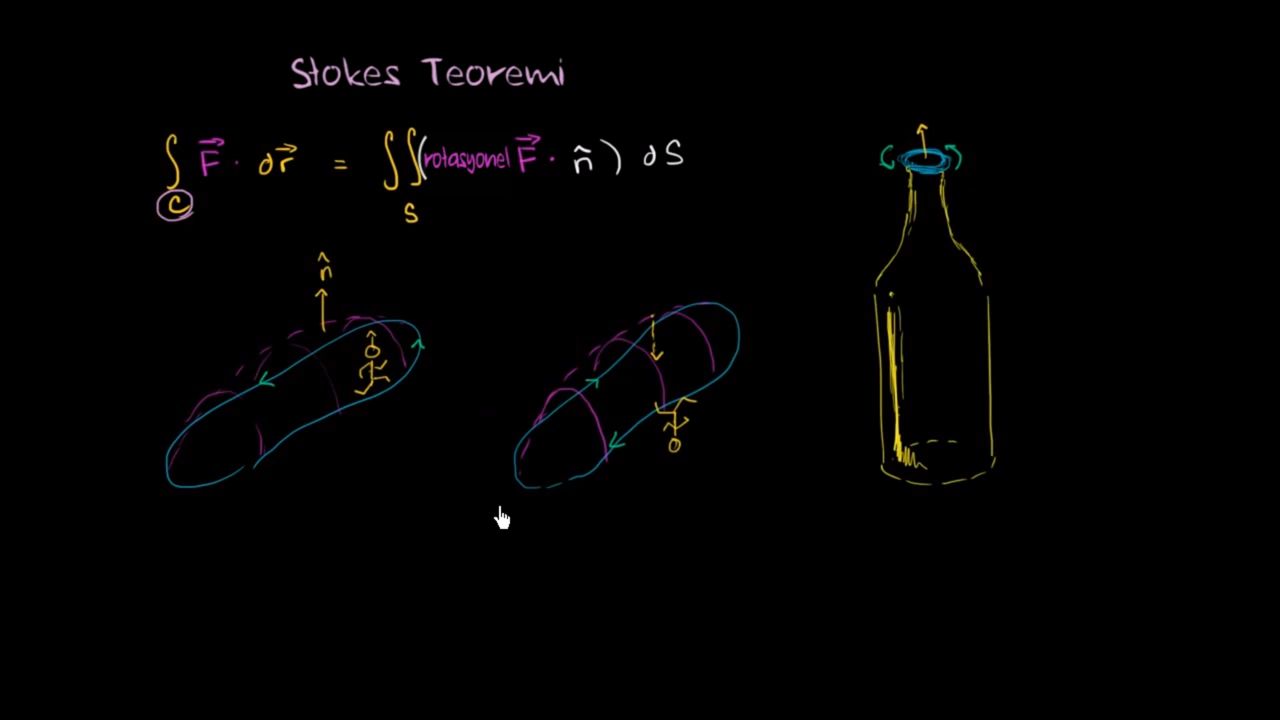 Stokes Teoremi
∫ F⃗ · dr⃗ = ∫∫ (rotasyonel F⃗ · n̂) dS
C S
n̂